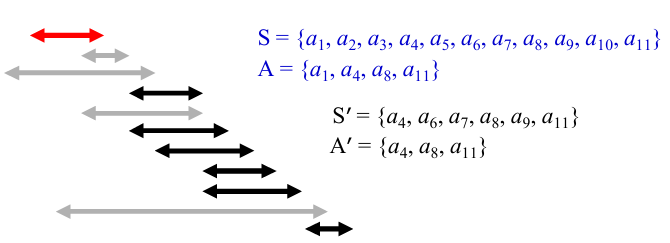 S = {a₁, a₂, a₃, a₄, a₅, a₆, a₇, a₈, a₉, a₁₀, a₁₁}
A = {a₁, a₄, a₈, a₁₁}
S′ = {a₄, a₆, a₇, a₈, a₉, a₁₁}
A′ = {a₄, a₈, a₁₁}